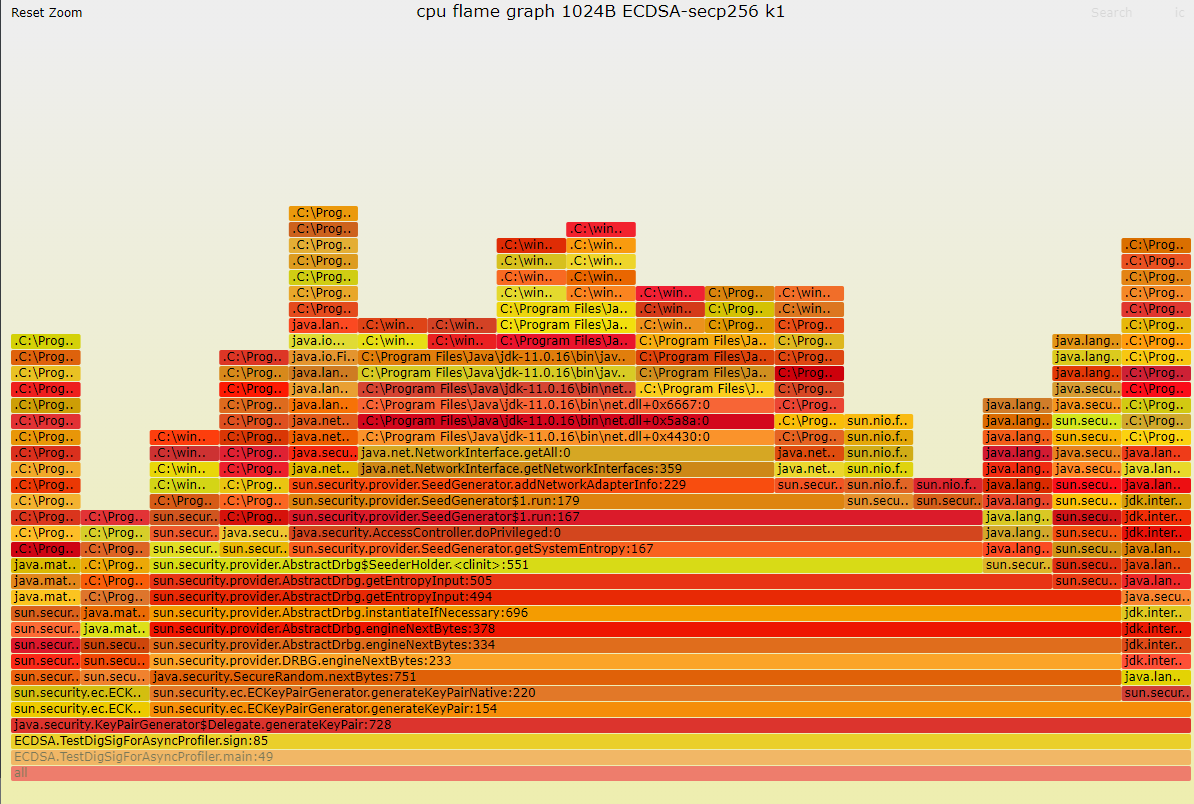 Reset Zoom cpu flame graph 1024B ECDSA-secp256 k1 Search ic
.C:\Prog..
.C:\Prog.. .C:\win..
.C:\Prog.. .C:\win.. .C:\win.. .C:\Prog..
.C:\Prog.. .C:\win.. .C:\win.. .C:\Prog..
.C:\Prog.. .C:\win.. .C:\win.. .C:\Prog..
.C:\Prog.. .C:\win.. .C:\win.. .C:\win.. C:\Prog.. .C:\win.. .C:\Prog..
.C:\Prog.. C:\Program Files\Ja.. .C:\win.. C:\Prog.. .C:\win.. .C:\Prog..
java.lan.. .C:\win.. .C:\win.. C:\Program Files\Ja.. .C:\win.. C:\Prog.. C:\Prog.. .C:\Prog..
.C:\Prog.. java.io... .C:\win.. .C:\win.. C:\Program Files\Ja.. C:\Program Files\Ja.. C:\Prog.. java.lang.. .C:\Prog..
.C:\Prog.. .C:\Prog.. java.io.Fi.. C:\Program Files\Java\jdk-11.0.16\bin\jav.. C:\Program Files\Ja.. C:\Prog.. java.lang.. .C:\Prog..
.C:\Prog.. .C:\Prog.. java.lan.. C:\Program Files\Java\jdk-11.0.16\bin\jav.. C:\Program Files\Ja.. C:\Prog.. java.lang.. .C:\Prog..
.C:\Prog.. .C:\Prog.. java.lan.. .C:\Program Files\Java\jdk-11.0.16\bin\net.. .C:\Program Files\J.. C:\Prog.. java.secu.. .C:\Prog..
.C:\Prog.. .C:\Prog.. java.lan.. .C:\Program Files\Java\jdk-11.0.16\bin\net.dll+0x6667:0 .C:\Prog.. java.lang.. java.secu.. .C:\Prog..
.C:\Prog.. .C:\Prog.. java.net.. .C:\Program Files\Java\jdk-11.0.16\bin\net.dll+0x5a8a:0 .C:\Prog.. sun.nio.f.. java.lang.. sun.secu.. .C:\Prog..
.C:\Prog.. .C:\win.. .C:\Prog.. java.net.. .C:\Program Files\Java\jdk-11.0.16\bin\net.dll+0x4430:0 .C:\Prog.. sun.nio.f.. java.lang.. java.secu.. .C:\Prog..
.C:\Prog.. .C:\win.. .C:\Prog.. java.secu.. java.net.NetworkInterface.getAll:0 java.net.. sun.nio.f.. java.lang.. java.secu.. java.lan..
.C:\Prog.. .C:\win.. .C:\Prog.. java.net.. java.net.NetworkInterface.getNetworkInterfaces:359 java.net.. sun.nio.f.. java.lang.. java.secu.. java.lan..
.C:\Prog.. .C:\win.. .C:\Prog.. sun.security.provider.SeedGenerator.addNetworkAdapterInfo:229 sun.secur.. sun.nio.f.. sun.nio.f.. java.lang.. sun.secu.. java.lan..
.C:\Prog.. .C:\Prog.. .C:\Prog.. sun.security.provider.SeedGenerator$1.run:179 sun.secu.. sun.secur.. java.lang.. sun.secu.. jdk.inter..
.C:\Prog.. .C:\Prog.. sun.secur.. .C:\Prog.. sun.security.provider.SeedGenerator$1.run:167 java.lang.. sun.secu.. jdk.inter..
.C:\Prog.. .C:\Prog.. sun.secur.. java.secu.. java.security.AccessController.doPrivileged:0 java.lang.. sun.secu.. jdk.inter..
.C:\Prog.. .C:\Prog.. sun.secu.. sun.secur.. sun.security.provider.SeedGenerator.getSystemEntropy:167 java.lang.. sun.secu.. java.lan..
java.mat.. .C:\Prog.. sun.security.provider.AbstractDrbg$SeederHolder.<clinit>:551 sun.secur.. sun.secu.. java.lan..
java.mat.. .C:\Prog.. sun.security.provider.AbstractDrbg.getEntropyInput:505 sun.secu.. java.lan..
java.mat.. .C:\Prog.. sun.security.provider.AbstractDrbg.getEntropyInput:494 java.secu..
sun.secur.. java.mat.. sun.security.provider.AbstractDrbg.instantiateIfNecessary:696 jdk.inter..
sun.secur.. java.mat.. sun.security.provider.AbstractDrbg.engineNextBytes:378 jdk.inter..
sun.secur.. sun.secu.. sun.security.provider.AbstractDrbg.engineNextBytes:334 jdk.inter..
sun.secur.. sun.secu.. sun.security.provider.DRBG.engineNextBytes:233 jdk.inter..
sun.secur.. sun.secu.. java.security.SecureRandom.nextBytes:751 java.lan..
sun.security.ec.ECK.. sun.security.ec.ECKeyPairGenerator.generateKeyPairNative:220 sun.secur..
sun.security.ec.ECK.. sun.security.ec.ECKeyPairGenerator.generateKeyPair:154
java.security.KeyPairGenerator$Delegate.generateKeyPair:728
ECDSA.TestDigSigForAsyncProfiler.sign:85
ECDSA.TestDigSigForAsyncProfiler.main:49
all